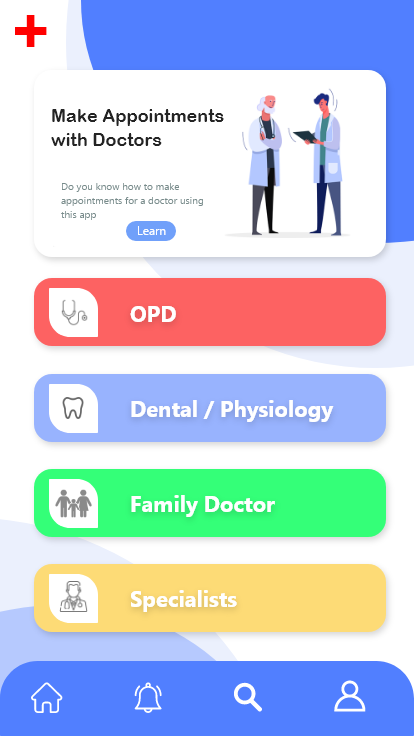 Make Appointments
with Doctors
Do you know how to make
appointments for a doctor using
this app
Learn
OPD
Dental / Physiology
Family Doctor
Specialists